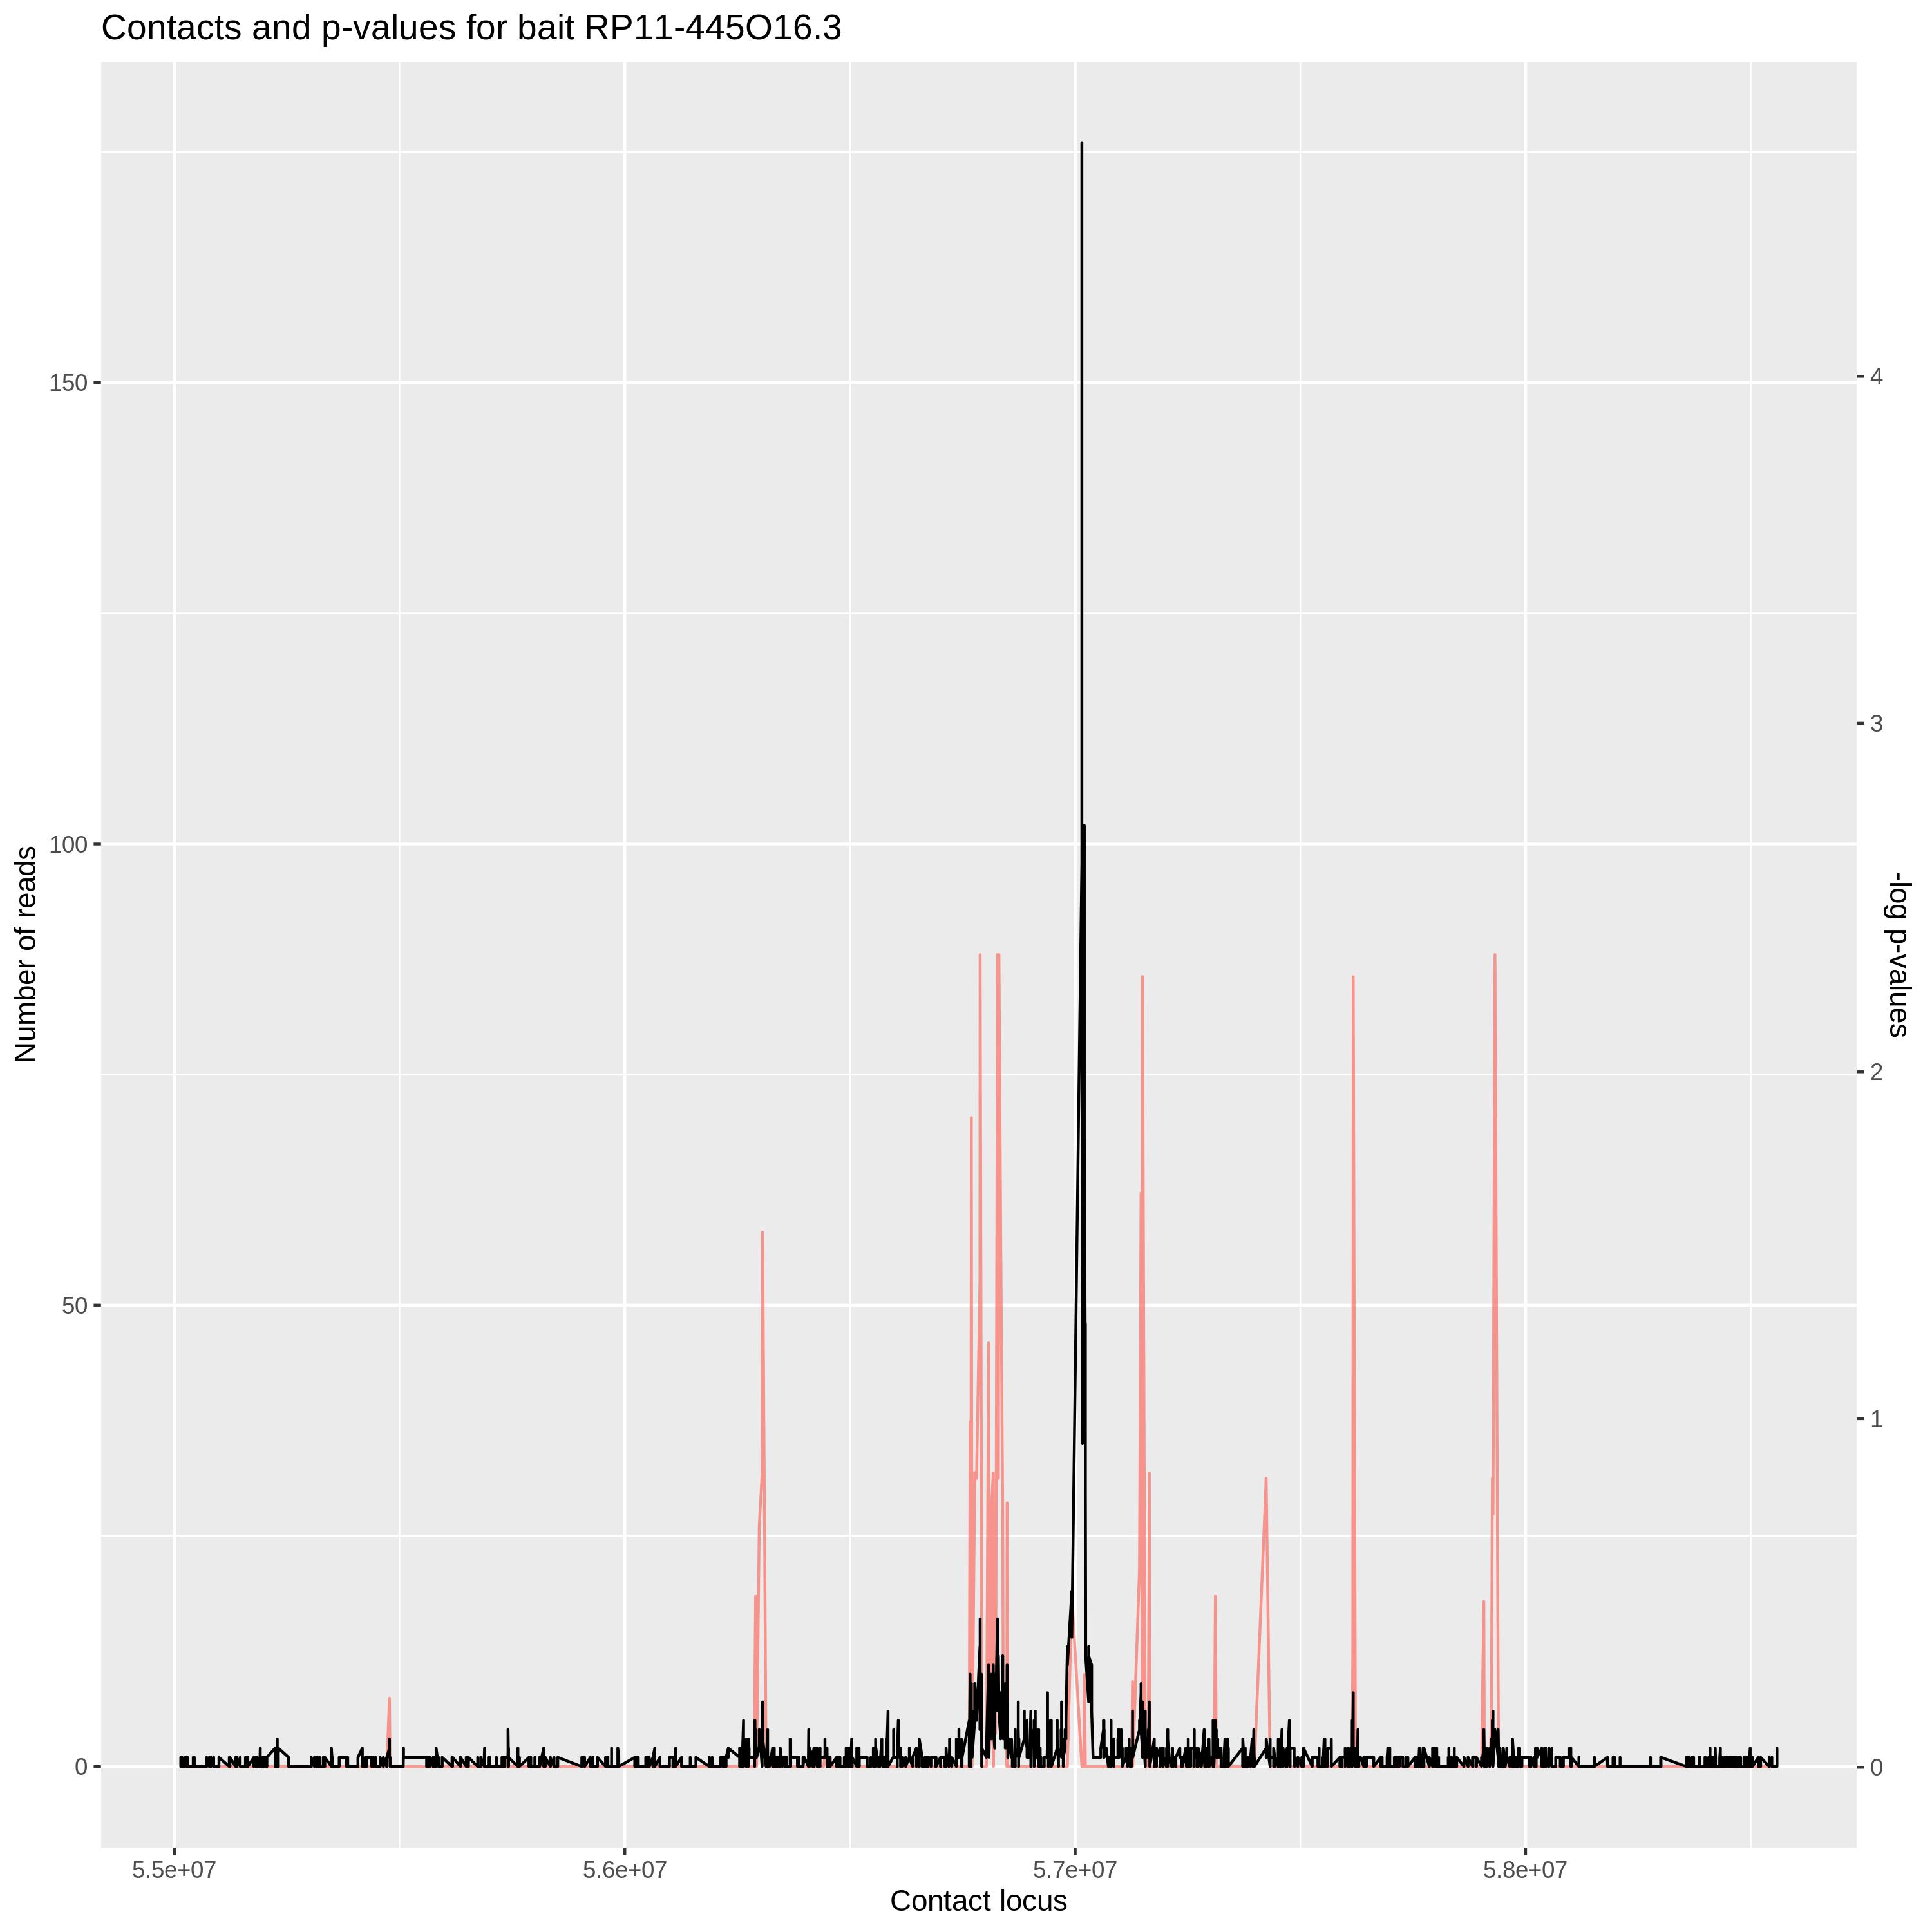 Contacts and p-values for bait RP11-445O16.3
Number of reads
150
100
50
0
4
3
2
1
0
-log p-values
5.5e+07
5.6e+07
5.7e+07
5.8e+07
Contact locus